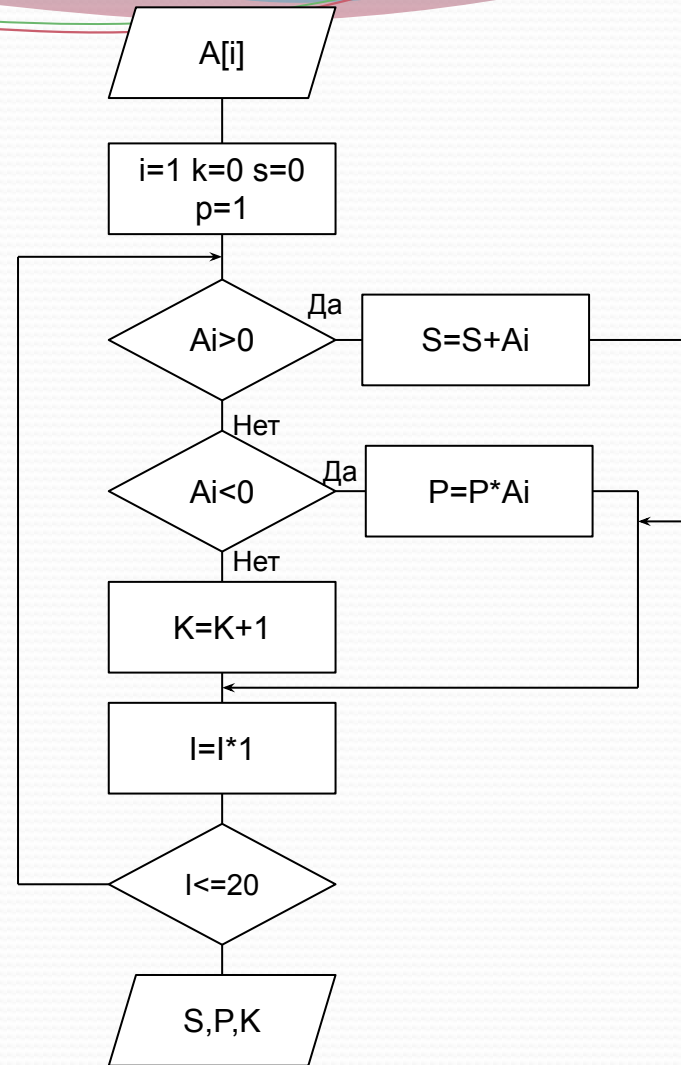 A[i]
i=1 k=0 s=0
p=1
Ai>0
Да
S=S+Ai
Нет
Ai<0
Да
P=P*Ai
Нет
K=K+1
I=I*1
I<=20
S,P,K